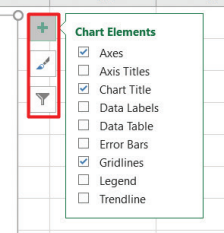 Chart Elements
Axes
Axis Titles
Chart Title
Data Labels
Data Table
Error Bars
Gridlines
Legend
Trendline